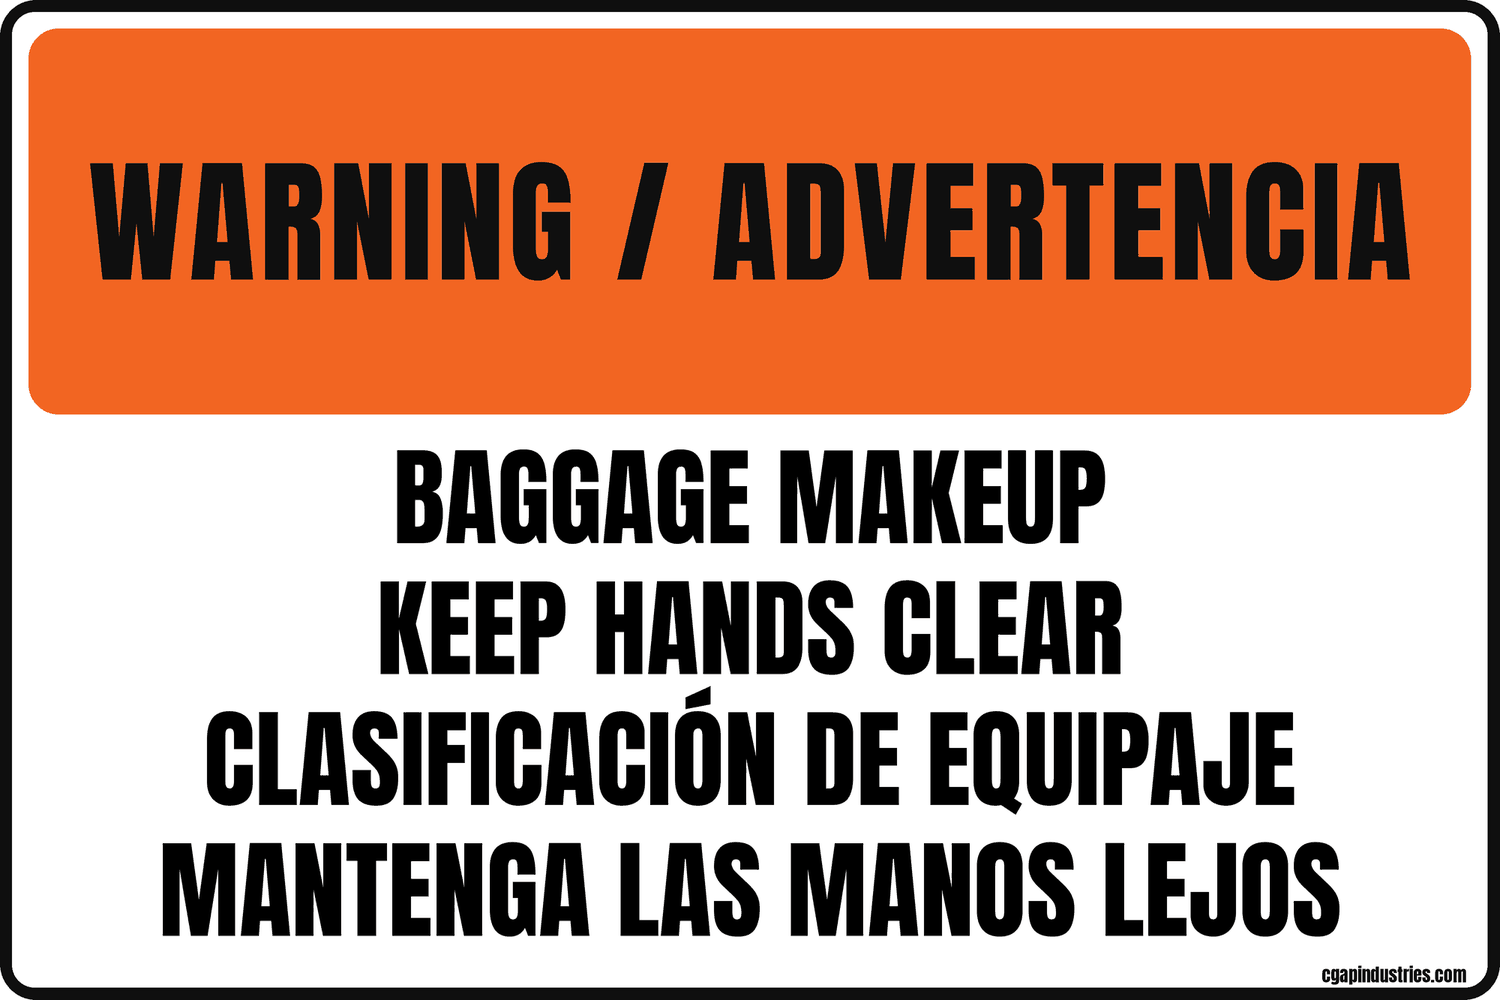 WARNING / ADVERTENCIA
BAGGAGE MAKEUP
KEEP HANDS CLEAR
CLASIFICACIÓN DE EQUIPAJE
MANTENGA LAS MANOS LEJOS
cgapindustries.com